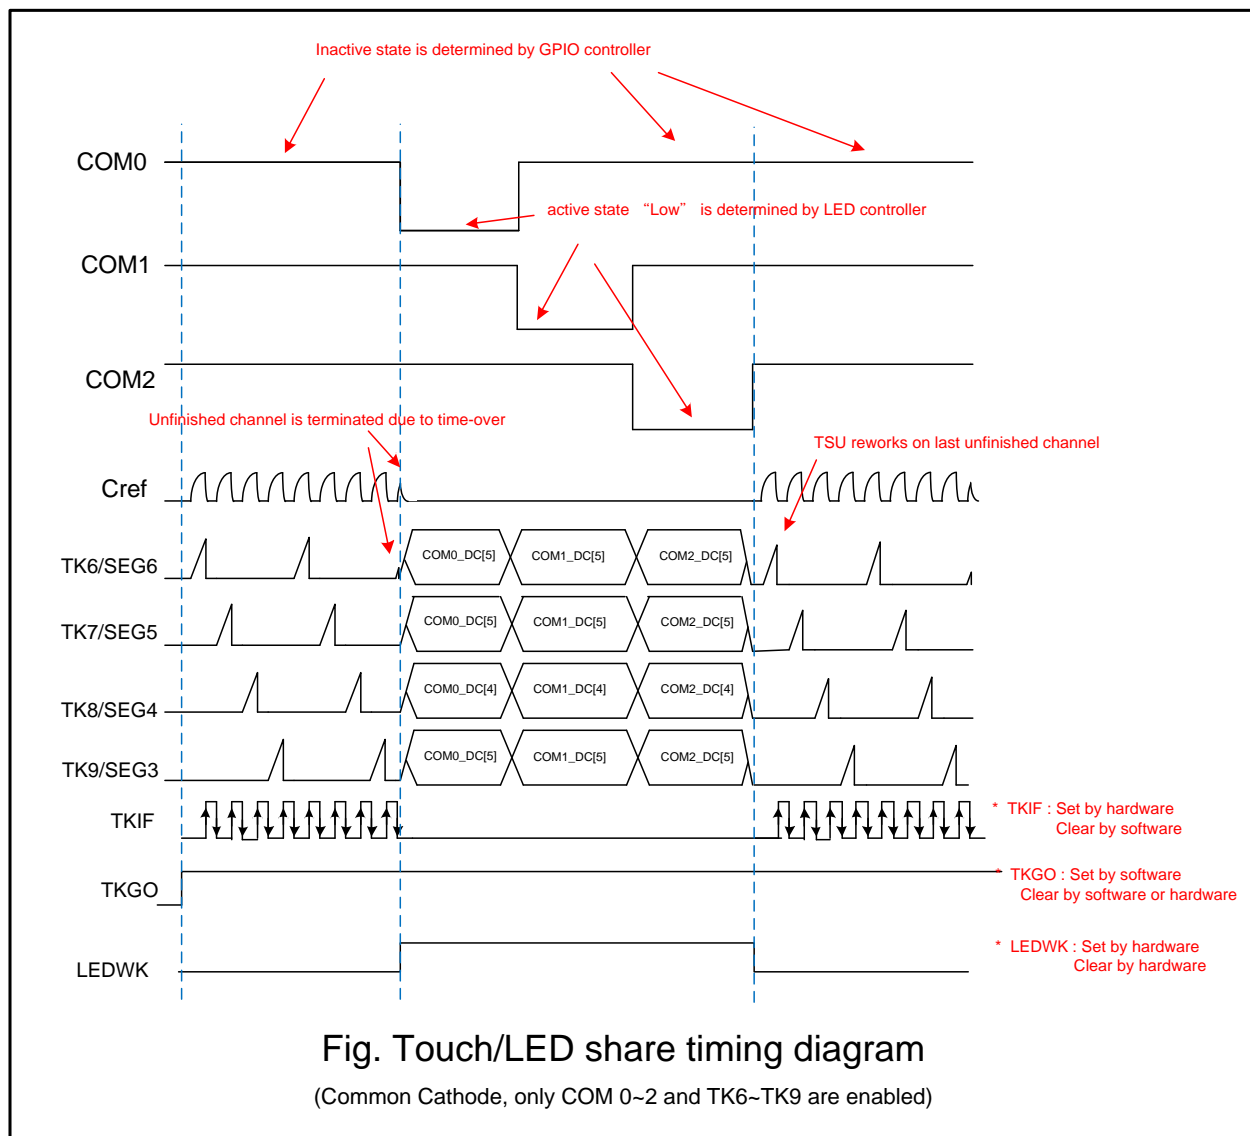 Inactive state is determined by GPIO controller
COM0
active state “Low” is determined by LED controller
COM1
COM2
Unfinished channel is terminated due to time-over
TSU reworks on last unfinished channel
Cref
TK6/SEG6
COM0_DC[5]
COM1_DC[5]
COM2_DC[5]
TK7/SEG5
COM0_DC[5]
COM1_DC[5]
COM2_DC[5]
TK8/SEG4
COM0_DC[4]
COM1_DC[4]
COM2_DC[4]
TK9/SEG3
COM0_DC[5]
COM1_DC[5]
COM2_DC[5]
TKIF
* TKIF : Set by hardware
Clear by software
TKGO
* TKGO : Set by software
Clear by software or hardware
LEDWK
* LEDWK : Set by hardware
Clear by hardware
Fig. Touch/LED share timing diagram
(Common Cathode, only COM 0~2 and TK6~TK9 are enabled)